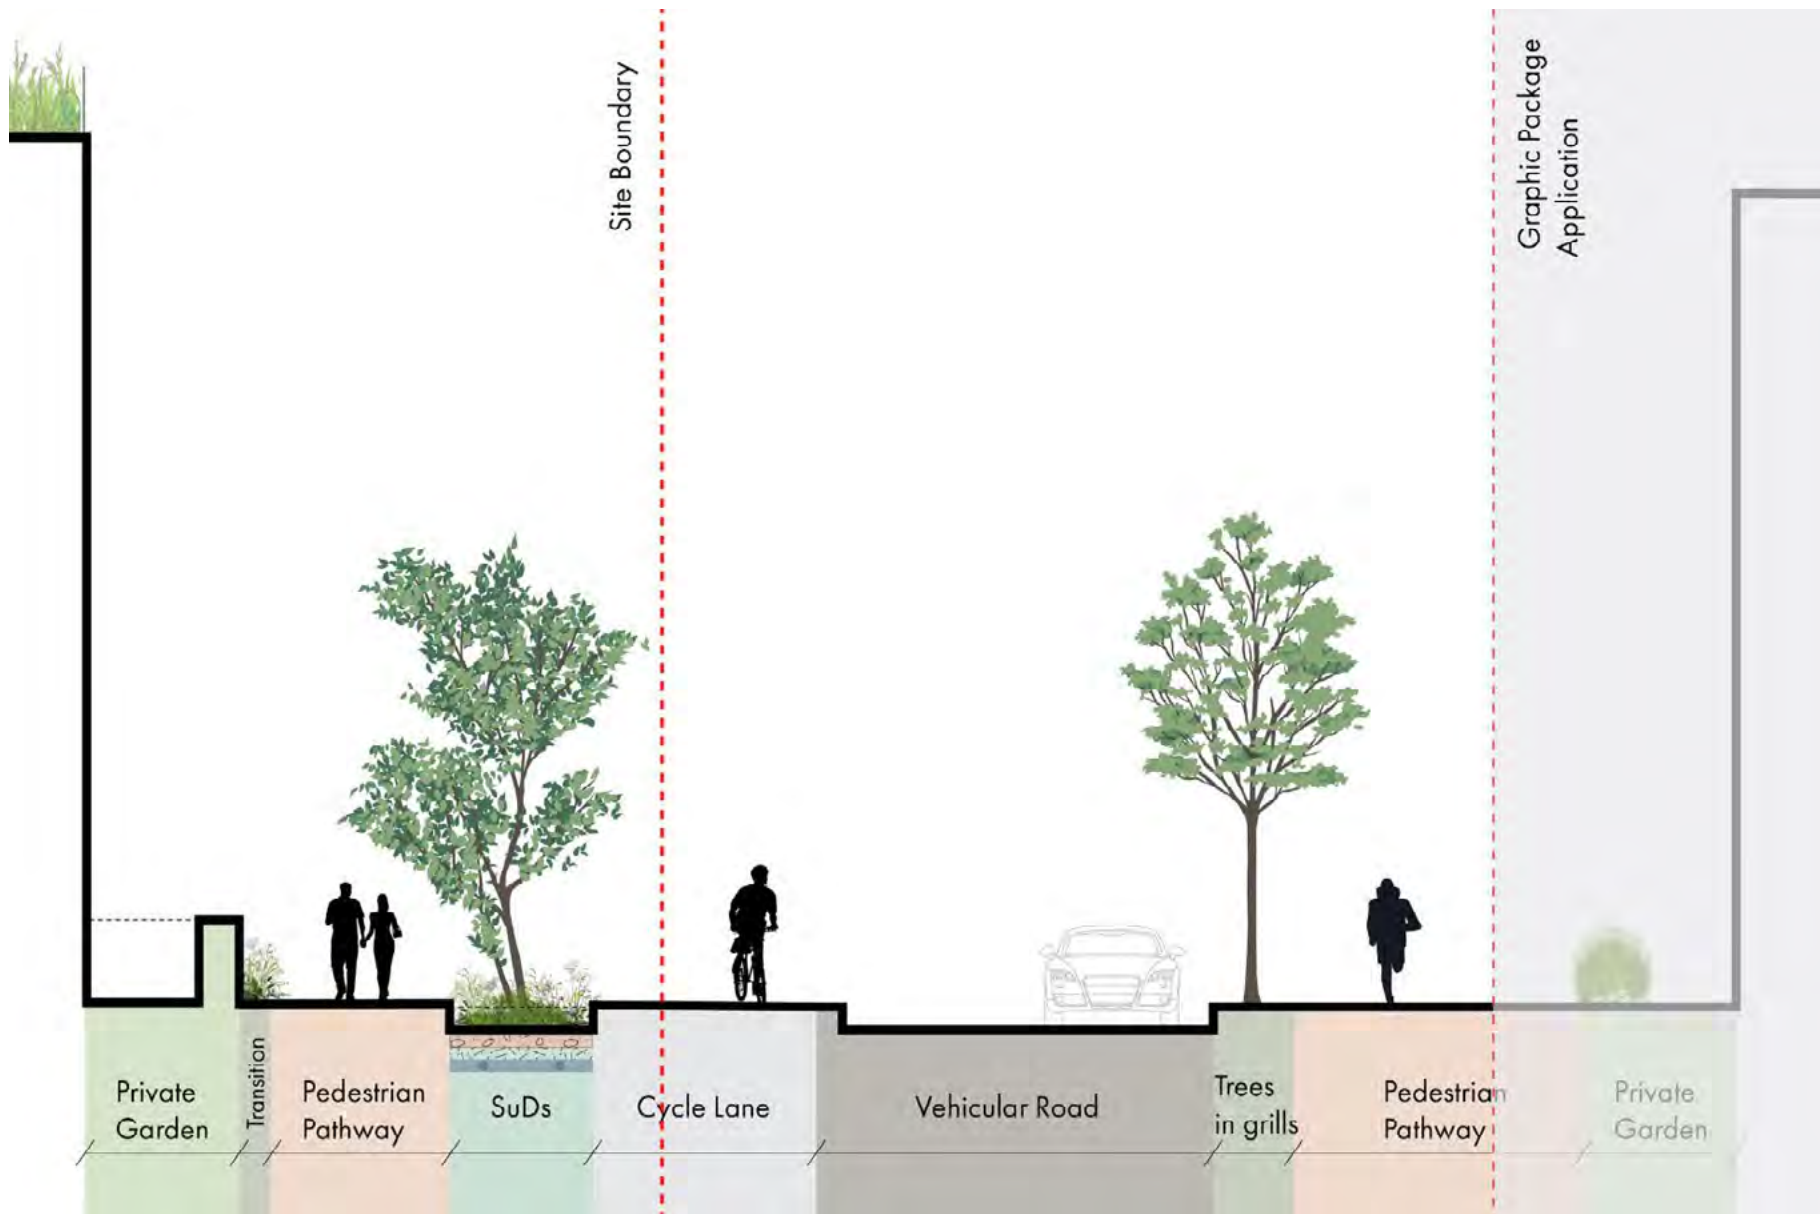 Site Boundary
Graphic Package
Application
Private
Garden
Transition
Pedestrian
Pathway
SuDs
Cycle Lane
Vehicular Road
Trees
in grills
Pedestrian
Pathway
Private
Garden